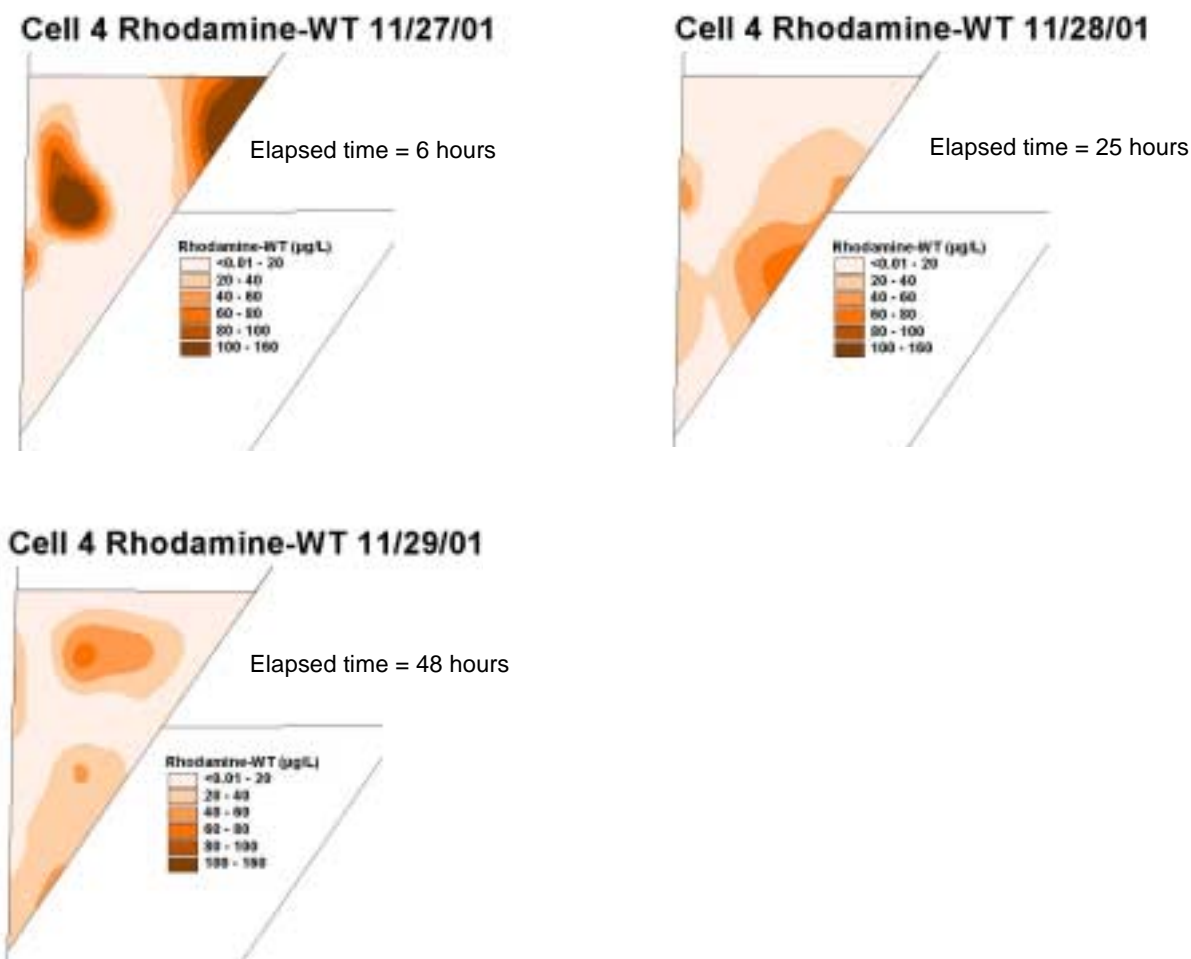 Cell 4 Rhodamine-WT 11/27/01
Elapsed time = 6 hours
Rhodamine-WT (µg/L)
<0.01 - 20
20 - 40
40 - 60
60 - 80
80 - 100
100 - 160
Cell 4 Rhodamine-WT 11/28/01
Elapsed time = 25 hours
Rhodamine-WT (µg/L)
<0.01 - 20
20 - 40
40 - 60
60 - 80
80 - 100
100 - 160
Cell 4 Rhodamine-WT 11/29/01
Elapsed time = 48 hours
Rhodamine-WT (µg/L)
<0.01 - 20
20 - 40
40 - 60
60 - 80
80 - 100
100 - 160